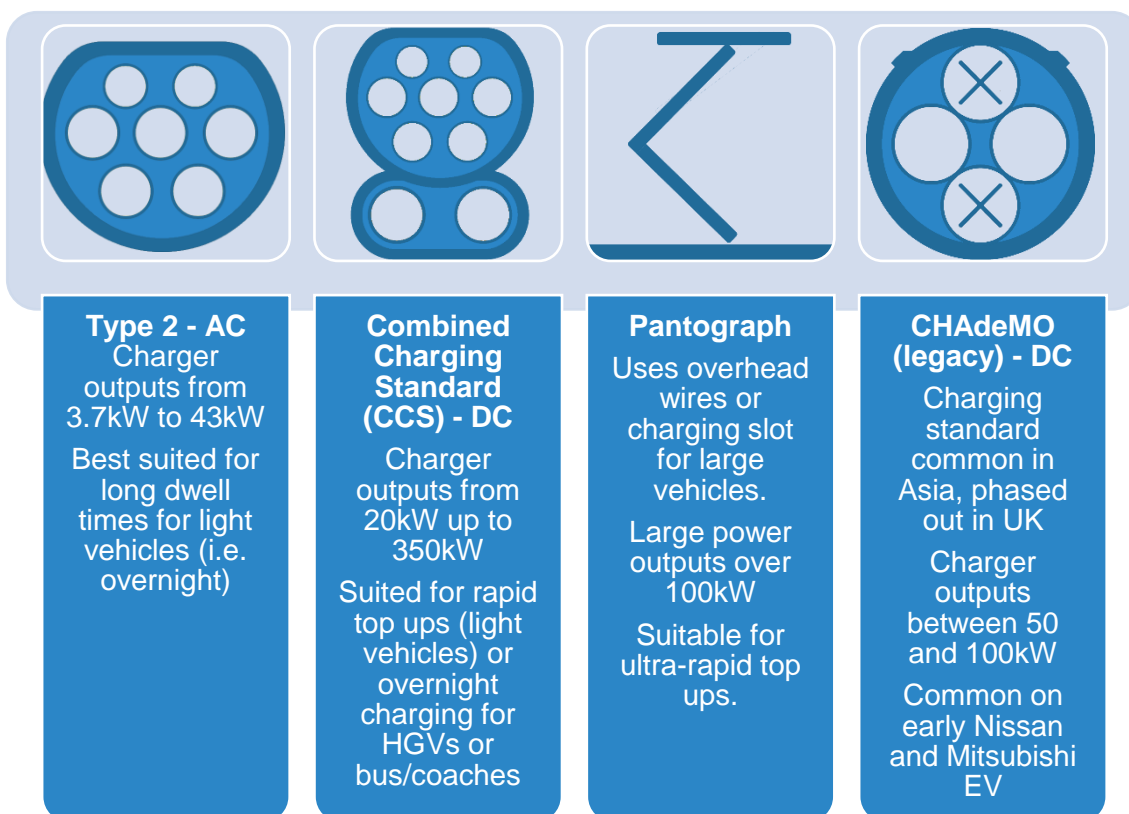 Type 2 - AC
Charger
outputs from
3.7kW to 43kW
Best suited for
long dwell
times for light
vehicles (i.e.
overnight)
Combined
Charging
Standard
(CCS) - DC
Charger
outputs from
20kW up to
350kW
Suited for rapid
top ups (light
vehicles) or
overnight
charging for
HGVs or
bus/coaches
Pantograph
Uses overhead
wires or
charging slot
for large
vehicles.
Large power
outputs over
100kW
Suitable for
ultra-rapid top
ups.
CHAdeMO
(legacy) - DC
Charging
standard
common in
Asia, phased
out in UK
Charger
outputs
between 50
and 100kW
Common on
early Nissan
and Mitsubishi
EV